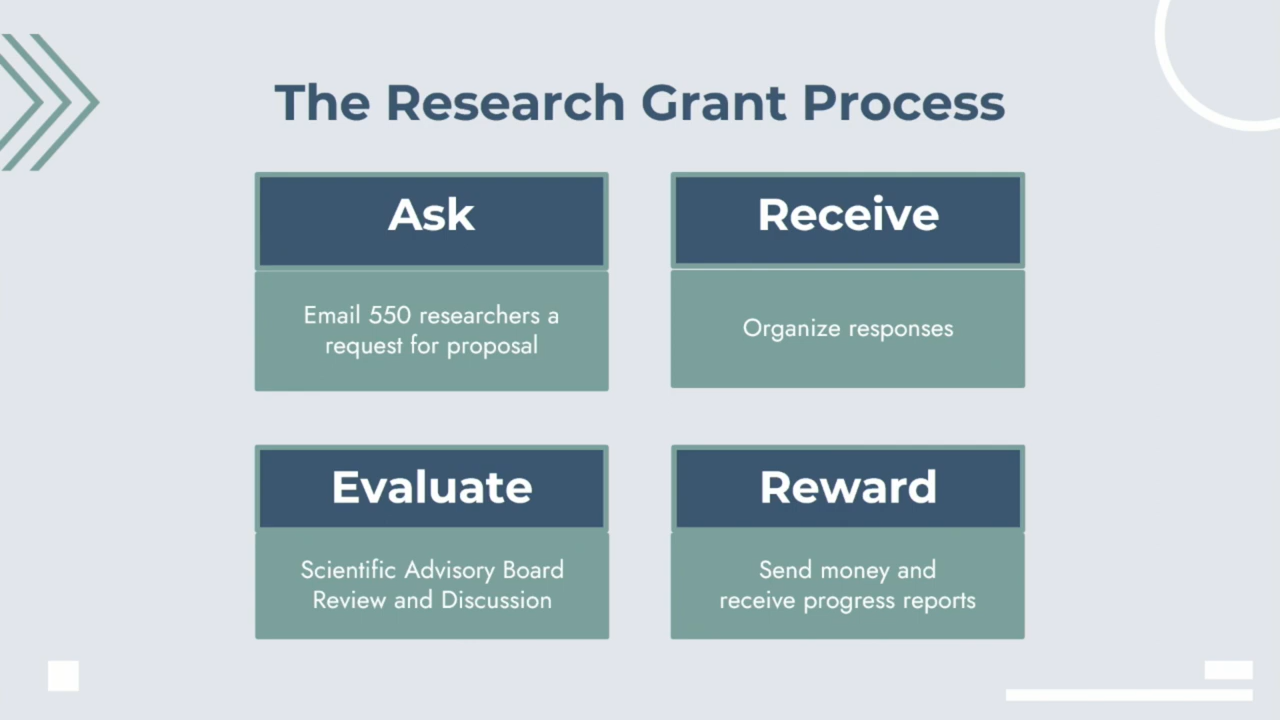 The Research Grant Process
Ask
Email 550 researchers a
request for proposal
Receive
Organize responses
Evaluate
Scientific Advisory Board
Review and Discussion
Reward
Send money and
receive progress reports